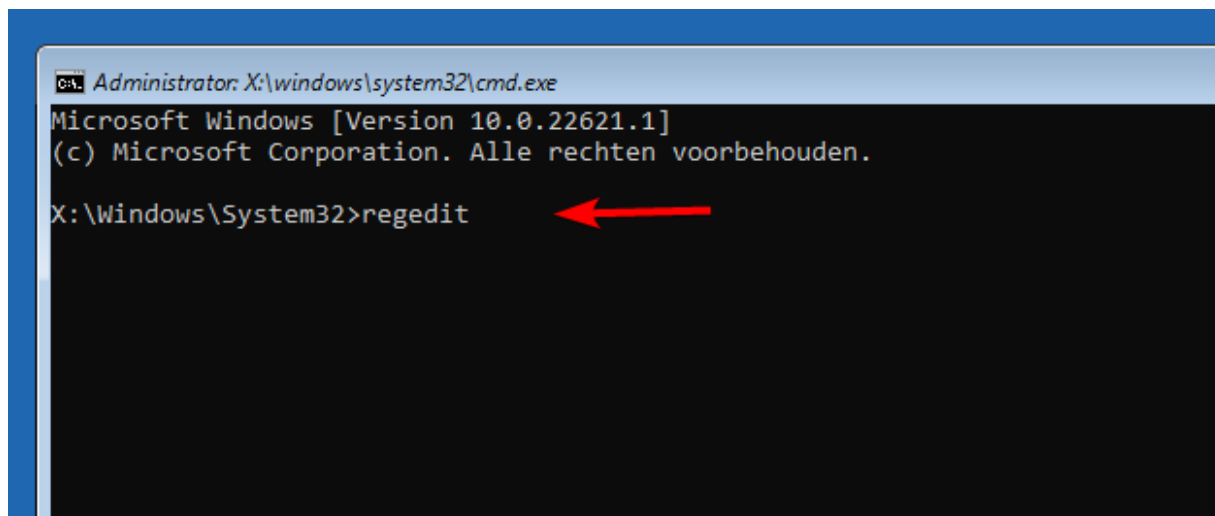 Administrator: X:\windows\system32\cmd.exe
Microsoft Windows [Version 10.0.22621.1]
(c) Microsoft Corporation. Alle rechten voorbehouden.
X:\Windows\System32>regedit